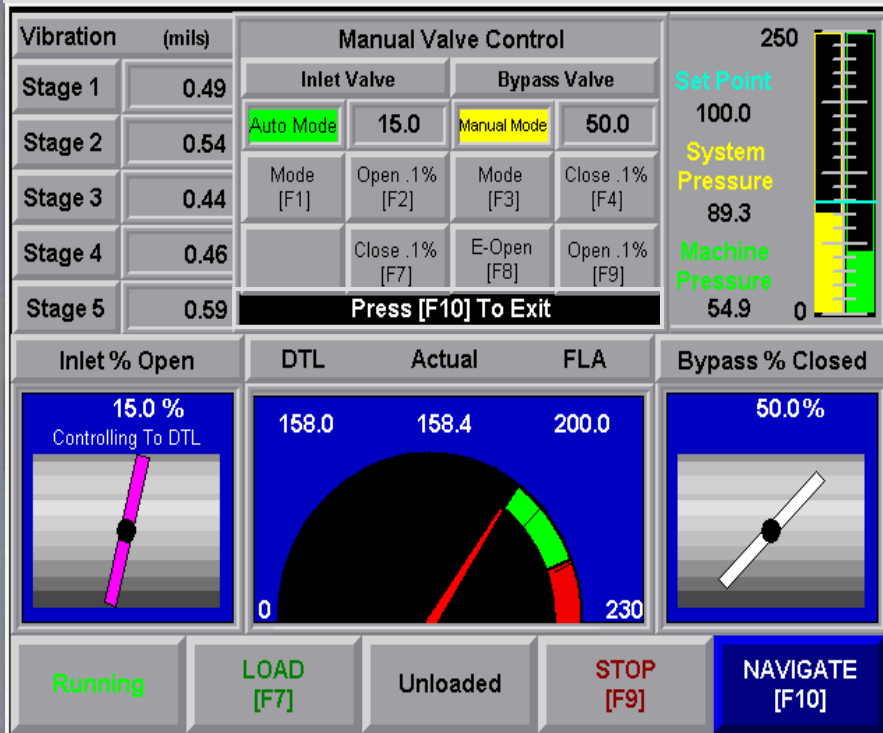 Vibration (mils)
Stage 1 0.49
Stage 2 0.54
Stage 3 0.44
Stage 4 0.46
Stage 5 0.59
Manual Valve Control
Inlet Valve Bypass Valve
Auto Mode 15.0 Manual Mode 50.0
Mode Open .1% Mode Close .1%
[F1] [F2] [F3] [F4]
Close .1% E-Open Open .1%
[F7] [F8] [F9]
Press [F10] To Exit
250
Set Point
100.0
System
Pressure
89.3
Machine
Pressure
54.9 0
Inlet % Open
15.0 %
Controlling To DTL
DTL Actual FLA
158.0 158.4 200.0
0 230
Bypass % Closed
50.0%
Running
LOAD
[F7]
Unloaded
STOP
[F9]
NAVIGATE
[F10]